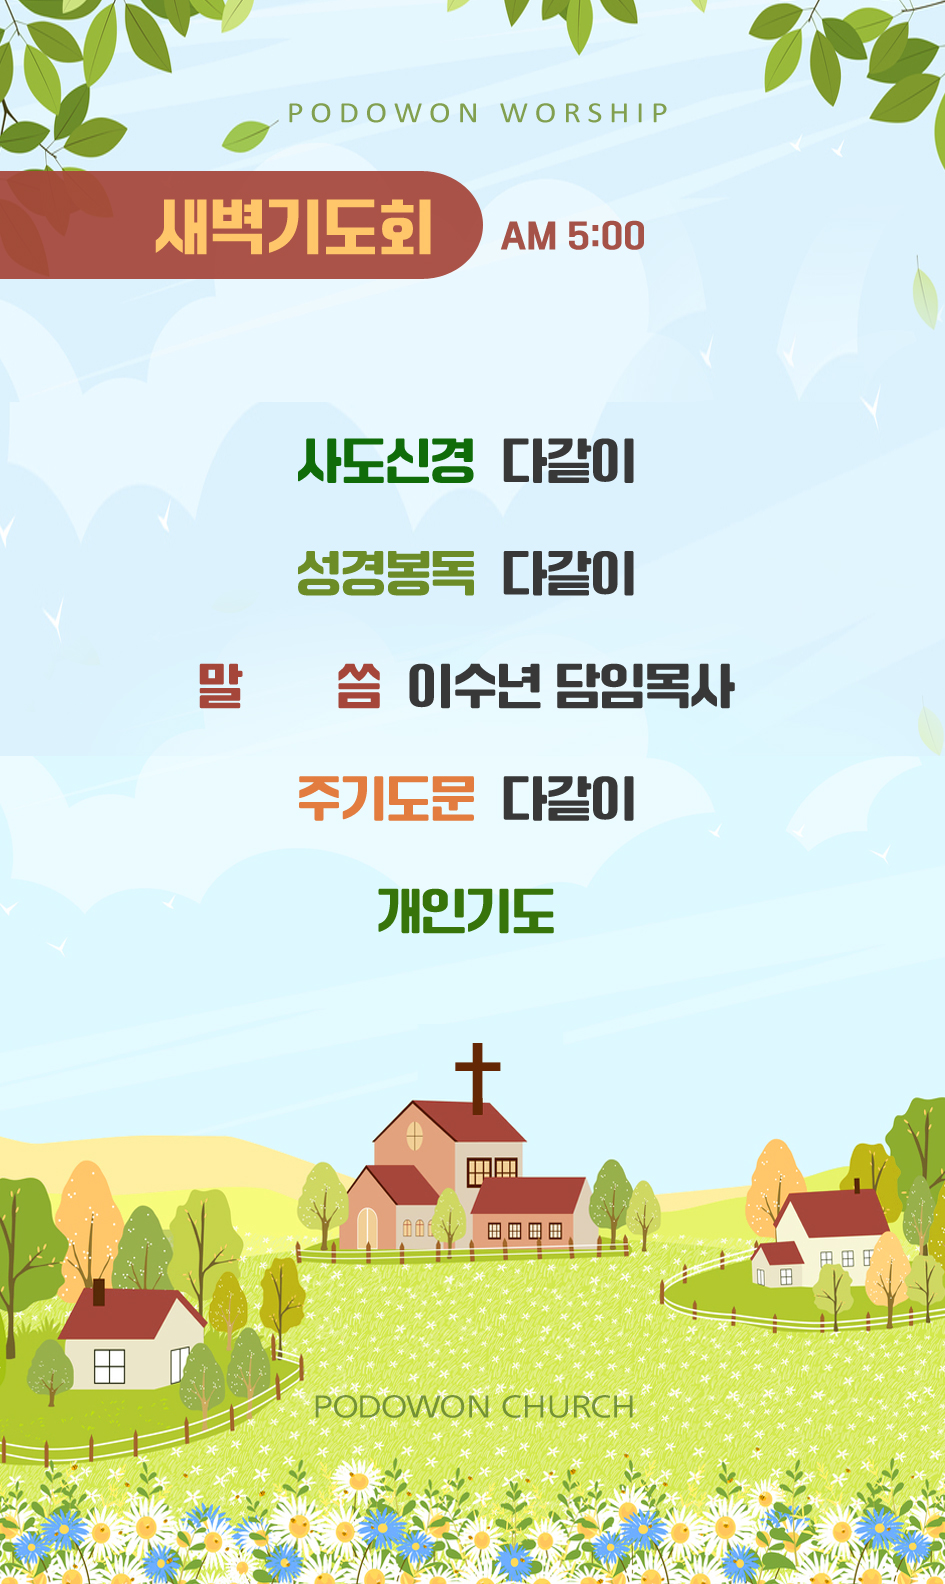 PODOWON WORSHIP
새벽기도회 AM 5:00
사도신경 다같이
성경봉독 다같이
말 씀 이수년 담임목사
주기도문 다같이
개인기도
PODOWON CHURCH